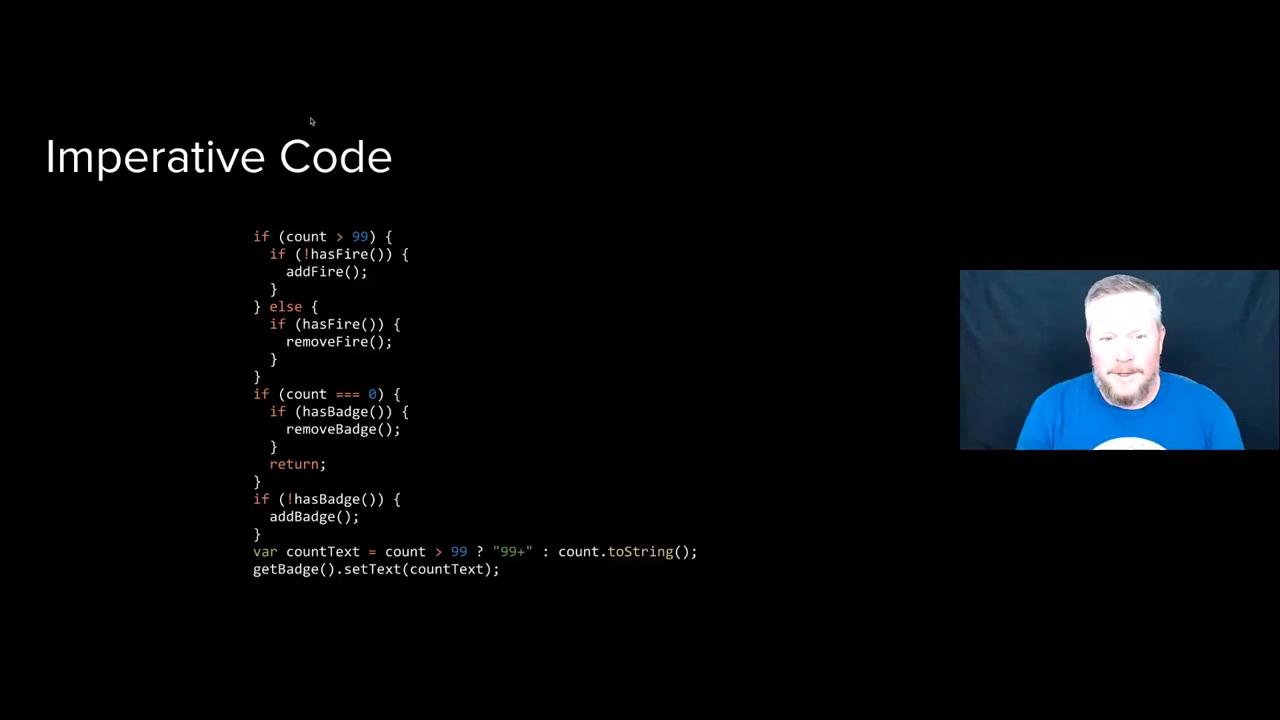 Imperative Code
if (count > 99) {
  if (!hasFire()) {
    addFire();
  }
} else {
  if (hasFire()) {
    removeFire();
  }
}
if (count === 0) {
  if (hasBadge()) {
    removeBadge();
  }
  return;
}
if (!hasBadge()) {
  addBadge();
}
var countText = count > 99 ? "99+" : count.toString();
getBadge().setText(countText);